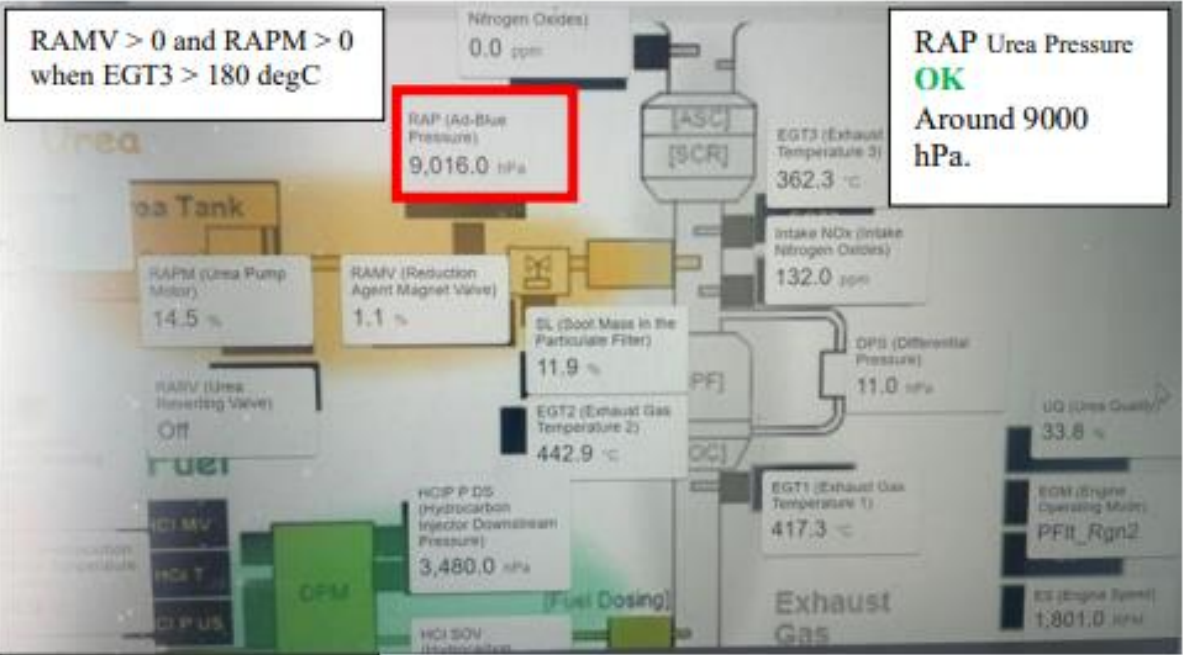 RAMV > 0 and RAPM > 0
when EGT3 > 180 degC
Nitrogen Oxides)
0.0 ppm
RAP Urea Pressure
OK
Around 9000
hPa.
Urea
RAP (Ad-Blue
Pressure)
9,016.0 hPa
[ASC]
[SCR]
EGT3 (Exhaust
Temperature 3)
362.3 °C
ea Tank
Intake NOx (Intake
Nitrogen Oxides)
132.0 ppm
RAPM (Urea Pump
Motor)
14.5 %
RAMV (Reduction
Agent Magnet Valve)
1.1 %
SL (Soot Mass in the
Particulate Filter)
11.9 %
PF]
DPS (Differential
Pressure)
11.0 hPa
(Urea
Reverting Valve)
Off
EGT2 (Exhaust Gas
Temperature 2)
442.9 °C
OC]
UQ (Urea Quality)
33.8 %
Fuel
HCIP P DS
(Hydrocarbon
Injector Downstream
Pressure)
3,480.0 hPa
EGT1 (Exhaust Gas
Temperature 1)
417.3 °C
EOM (Engine
Operating Mode)
PFlt_Rgn2
HCI MV
HCI T
CI P US
DPM
[Fuel Dosing]
Exhaust
Gas
ES (Engine Speed)
1,801.0 RPM
HCI SOV
(Hydrocarbon